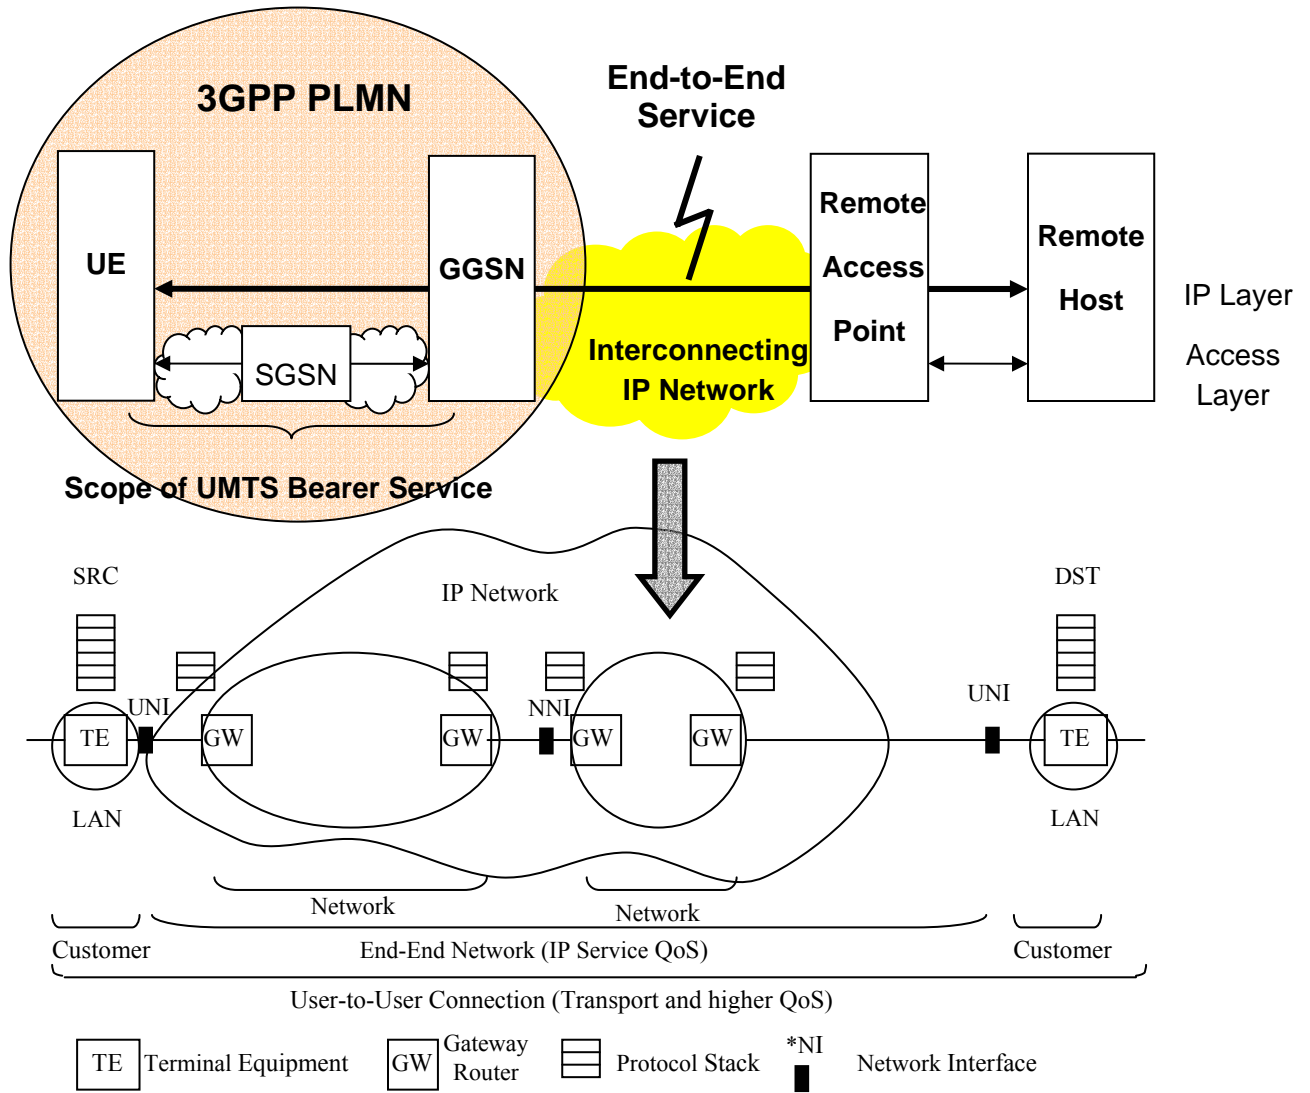 3GPP PLMN
End-to-End
Service
UE
GGSN
SGSN
Remote
Access
Point
Remote
Host
IP Layer
Access
Layer
Interconnecting
IP Network
Scope of UMTS Bearer Service
SRC
IP Network
DST
UNI
NNI
UNI
TE
GW
GW
GW
GW
TE
LAN
LAN
Network
Network
Customer
End-End Network (IP Service QoS)
Customer
User-to-User Connection (Transport and higher QoS)
TE
Terminal Equipment
GW
Gateway
Router
Protocol Stack
*NI
Network Interface